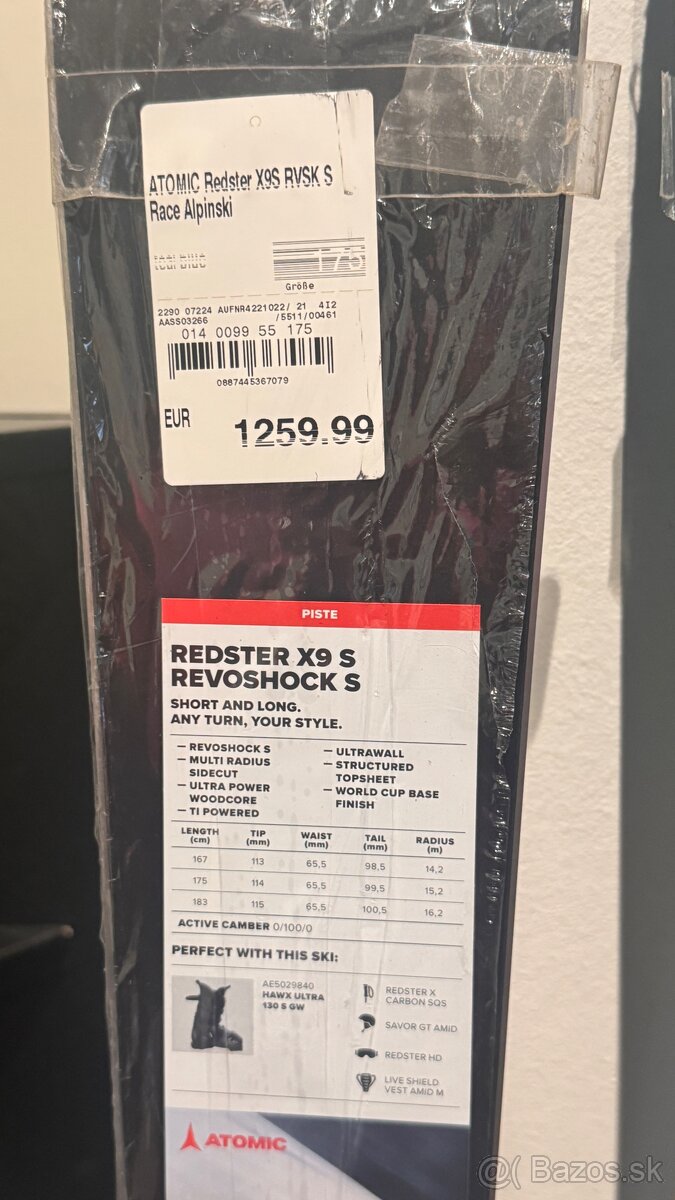 ATOMIC Redster X9S RVSK S
Race Alpinski
teal blue
175
Größe
2290 07224 AUFNR4221022/ 21 4I2
AASS03266 /5511/00461
014 0099 55 175
0887445367079
EUR 1259.99
PISTE
REDSTER X9 S
REVOSHOCK S
SHORT AND LONG.
ANY TURN, YOUR STYLE.
— REVOSHOCK S
— MULTI RADIUS
SIDECUT
— ULTRA POWER
WOODCORE
— TI POWERED
— ULTRAWALL
— STRUCTURED
TOPSHEET
— WORLD CUP BASE
FINISH
LENGTH (cm) TIP (mm) WAIST (mm) TAIL (mm) RADIUS (m)
167 113 65,5 98,5 14,2
175 114 65,5 99,5 15,2
183 115 65,5 100,5 16,2
ACTIVE CAMBER 0/100/0
PERFECT WITH THIS SKI:
AE5029840
HAWX ULTRA
130 S GW
REDSTER X
CARBON SQS
SAVOR GT AMID
REDSTER HD
LIVE SHIELD
VEST AMID M
ATOMIC
@( Bazos.sk